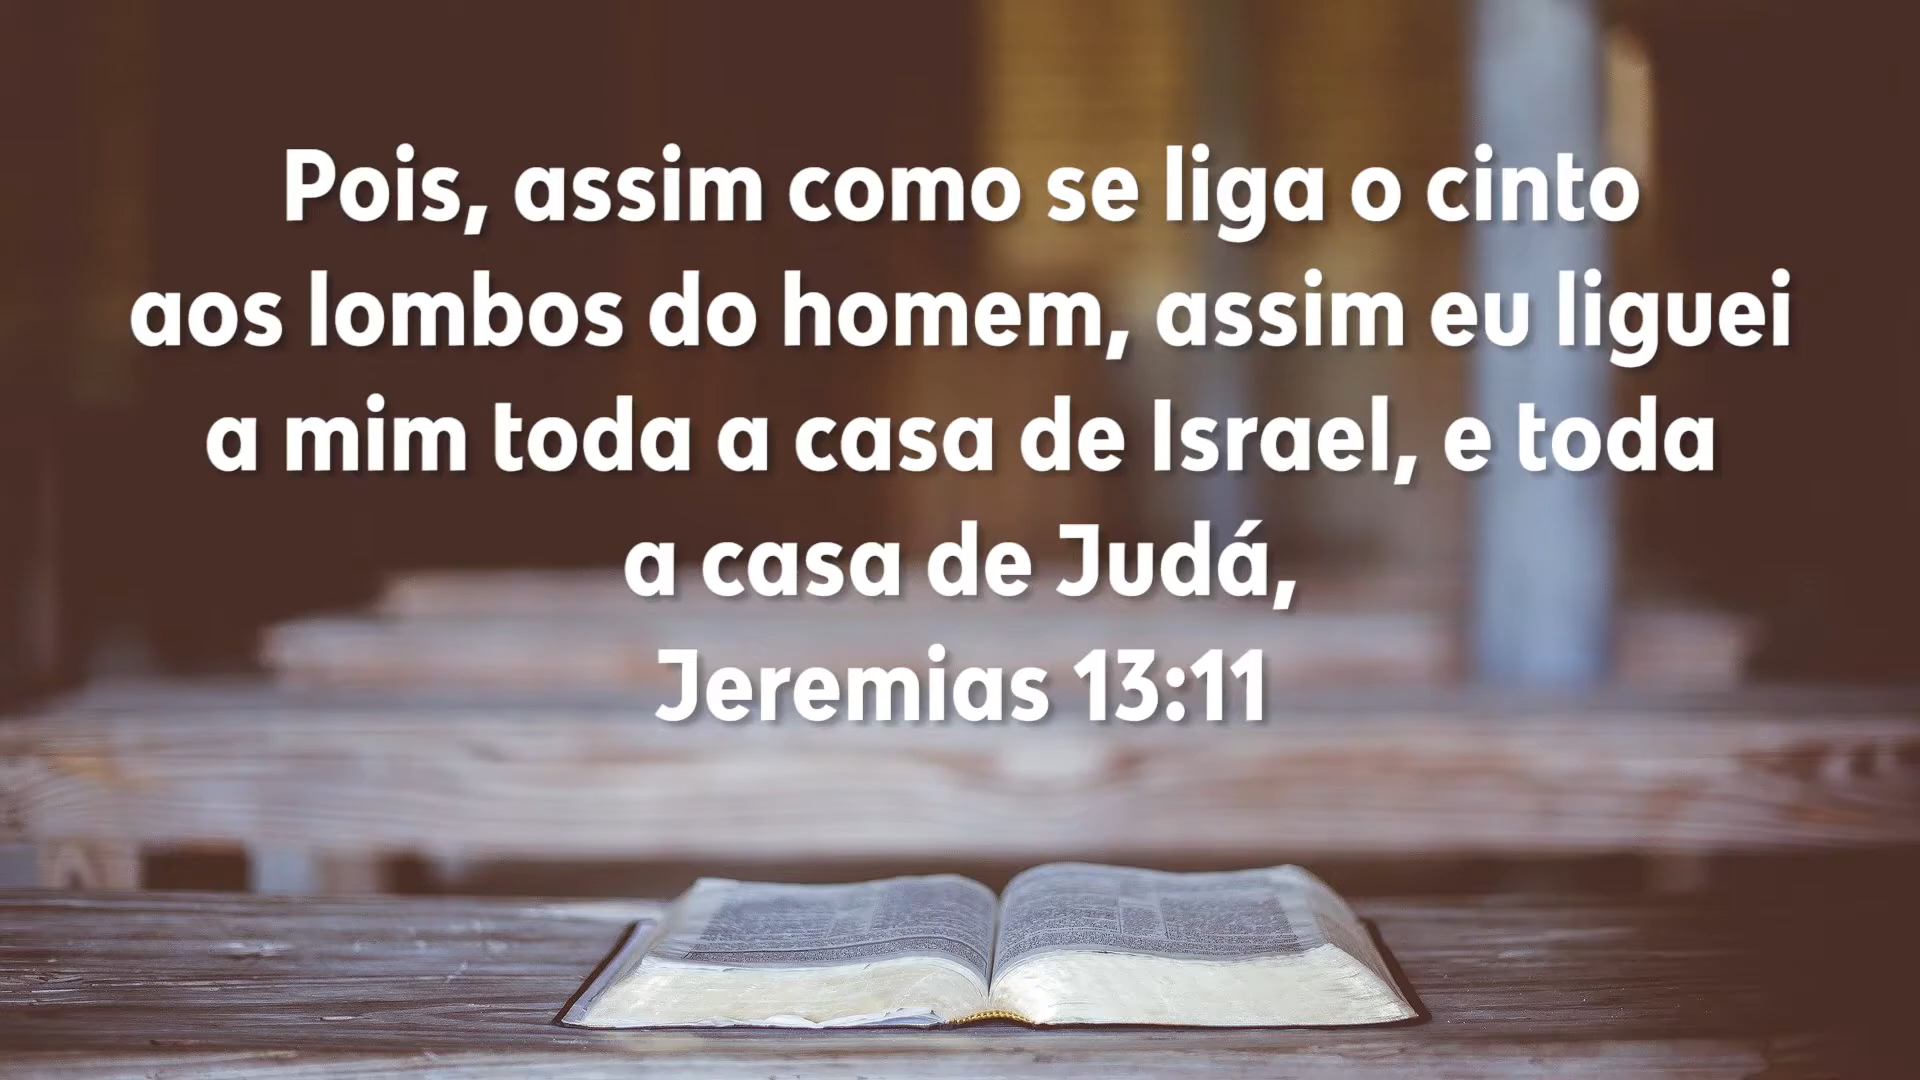 Pois, assim como se liga o cinto
aos lombos do homem, assim eu liguei
a mim toda a casa de Israel, e toda
a casa de Judá,
Jeremias 13:11